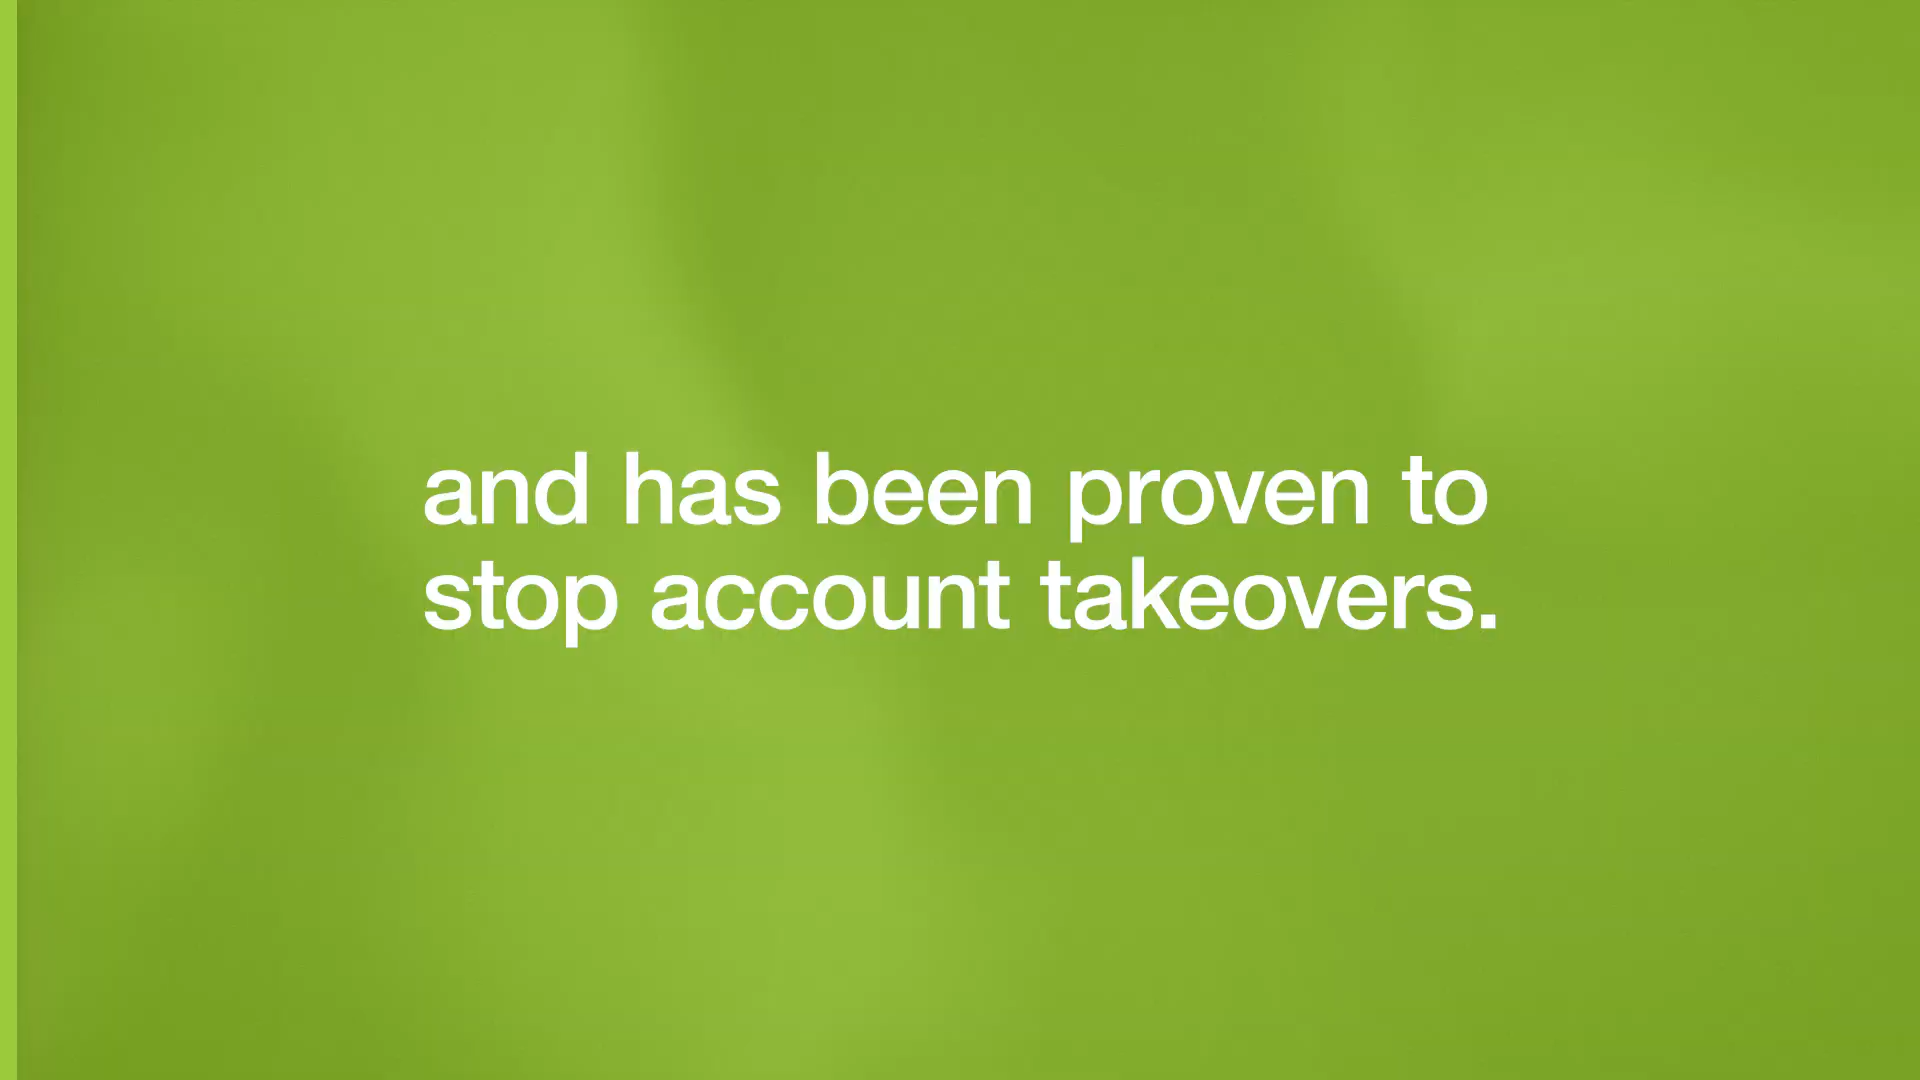 and has been proven to
stop account takeovers.